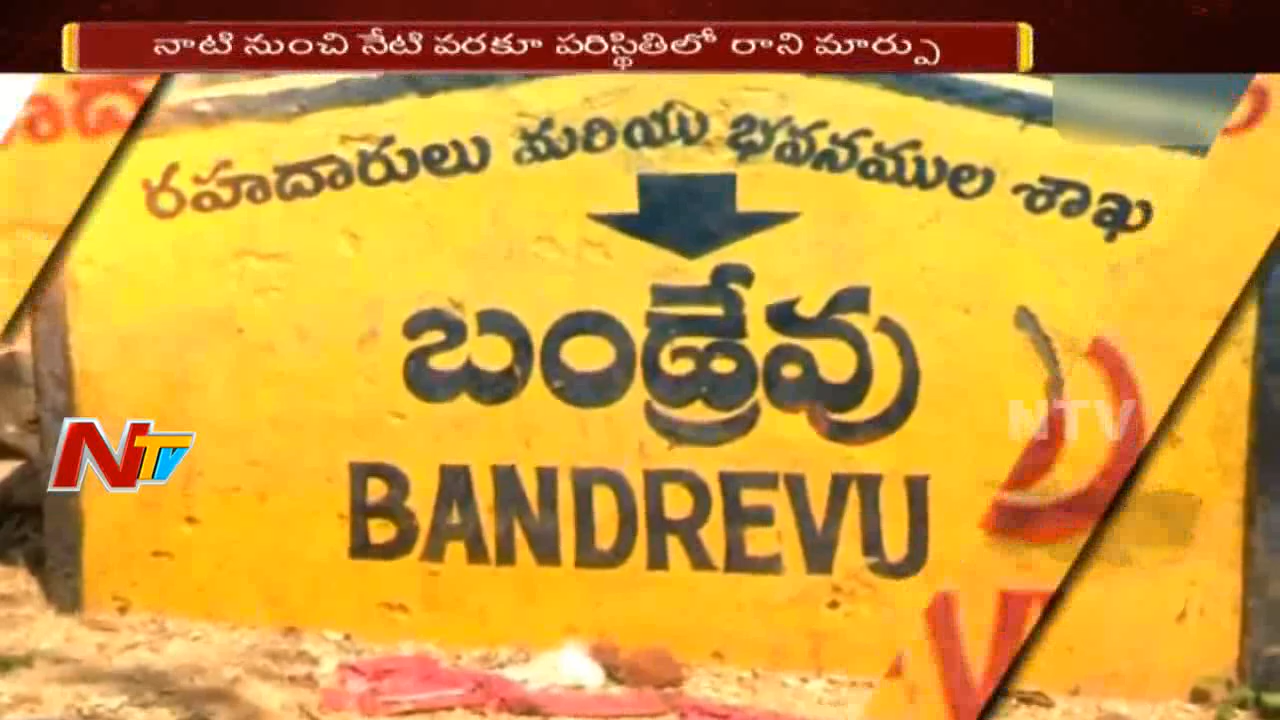 నాటి నుంచి నేటి వరకూ పరిస్థితిలో రాని మార్పు
రహదారులు మరియు భవనముల శాఖ
బండ్రేవు
BANDREVU
NTV
NTV